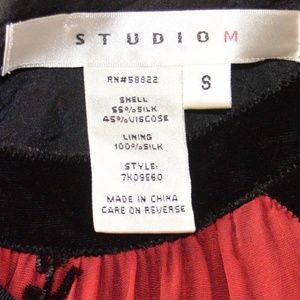 STUDIO M
RN#58822
S
SHELL
55%SILK
45%VISCOSE
LINING
100%SILK
STYLE:
7K09E60
MADE IN CHINA
CARE ON REVERSE